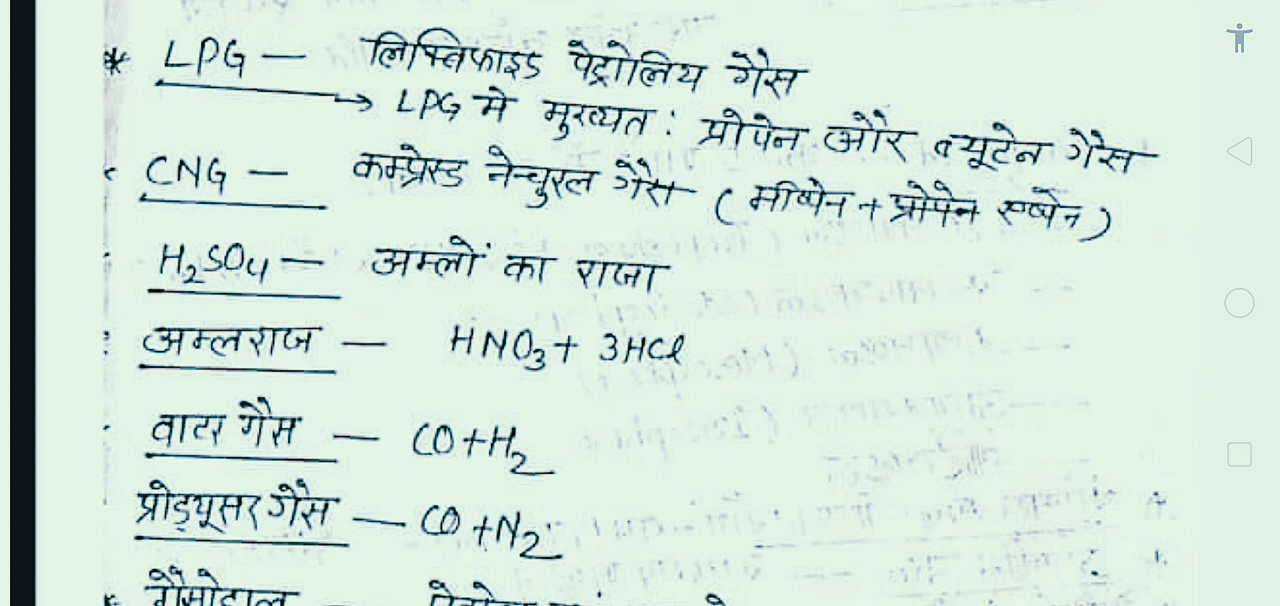 * LPG — लिक्विफाइड पेट्रोलिय गैस
→ LPG मे मुख्यत: प्रोपेन और ब्यूटेन गैस
CNG — कम्प्रेस्ड नेचुरल गैस (मीथेन + प्रोपेन एथेन)
H₂SO₄ — अम्लों का राजा
अम्लराज — HNO₃ + 3HCl
वाटर गैस — CO+H₂
प्रोड्यूसर गैस — CO+N₂
गैसोहाल —